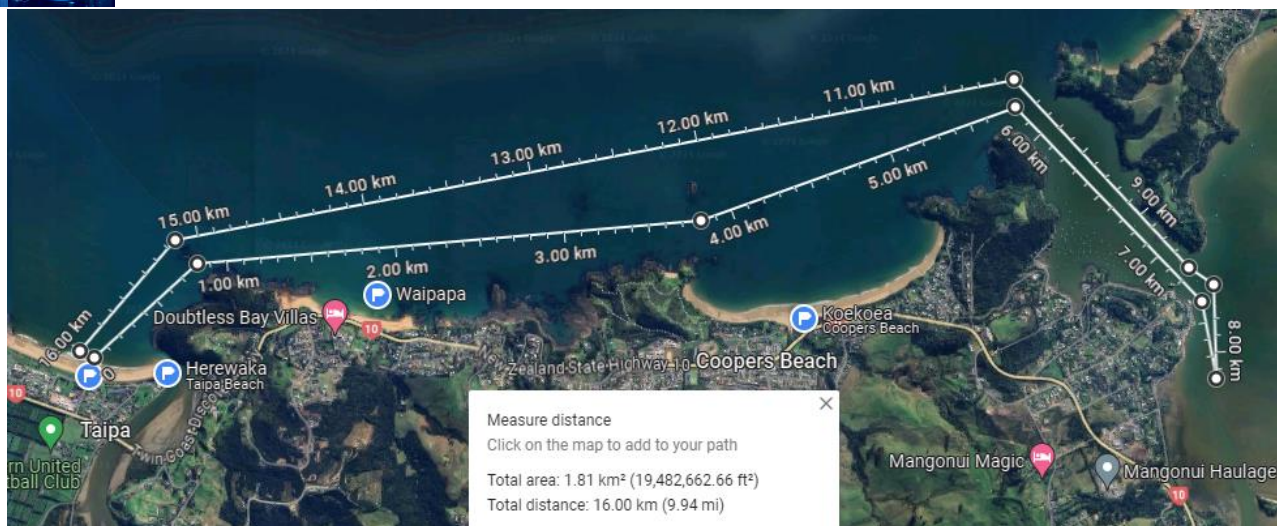 11.00 km
12.00 km
13.00 km
14.00 km
15.00 km
16.00 km
0
1.00 km
2.00 km
3.00 km
4.00 km
5.00 km
6.00 km
7.00 km
8.00 km
9.00 km
Waipapa
Doubtless Bay Villas
10
Koekoea
Coopers Beach
Herewaka
Taipa Beach
New Zealand State Highway 10
Coopers Beach
10
Taipa
Twin Coast Discovery
rn United
tball Club
Mangonui Magic
Mangonui Haulage
10
Measure distance
Click on the map to add to your path
Total area: 1.81 km² (19,482,662.66 ft²)
Total distance: 16.00 km (9.94 mi)